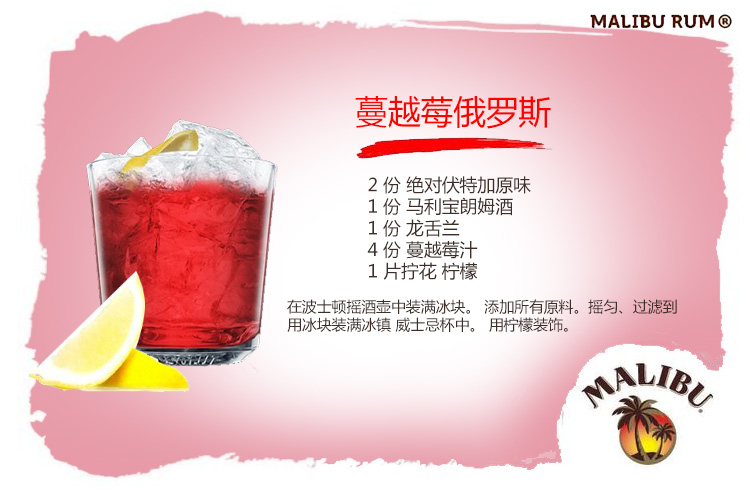 MALIBU RUM®
蔓越莓俄罗斯
2 份 绝对伏特加原味
1 份 马利宝朗姆酒
1 份 龙舌兰
4 份 蔓越莓汁
1 片拧花 柠檬
在波士顿摇酒壶中装满冰块。 添加所有原料。摇匀、过滤到
用冰块装满冰镇 威士忌杯中。 用柠檬装饰。
MALIBU®